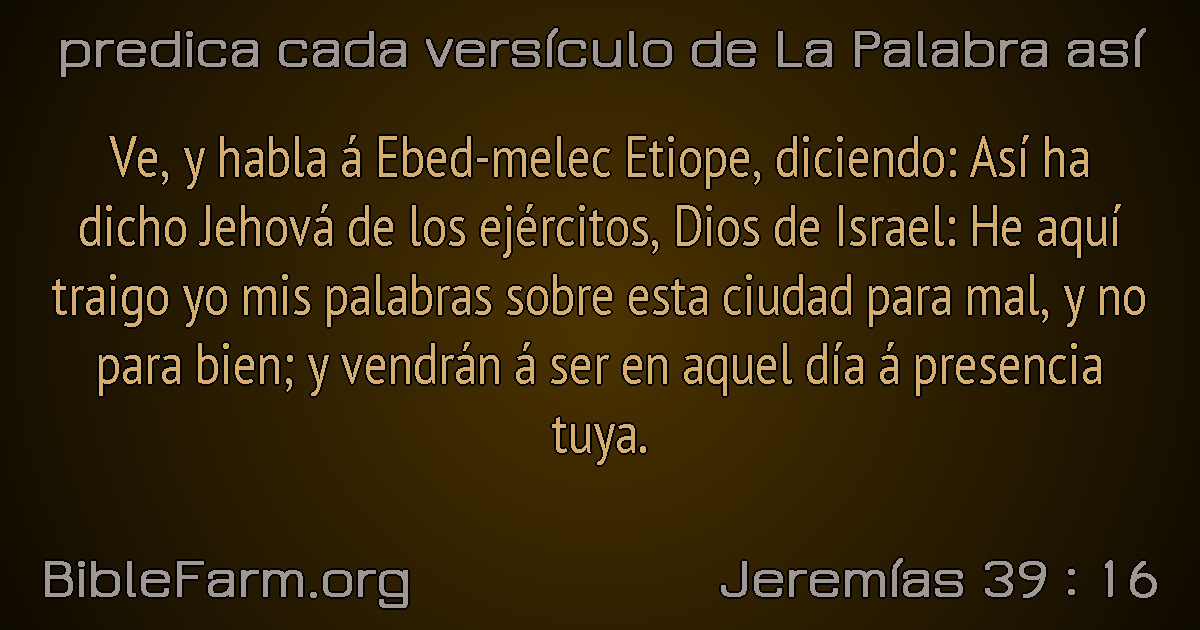 predica cada versículo de La Palabra así
Ve, y habla á Ebed-melec Etiope, diciendo: Así ha
dicho Jehová de los ejércitos, Dios de Israel: He aquí
traigo yo mis palabras sobre esta ciudad para mal, y no
para bien; y vendrán á ser en aquel día á presencia
tuya.
BibleFarm.org
Jeremías 39 : 16